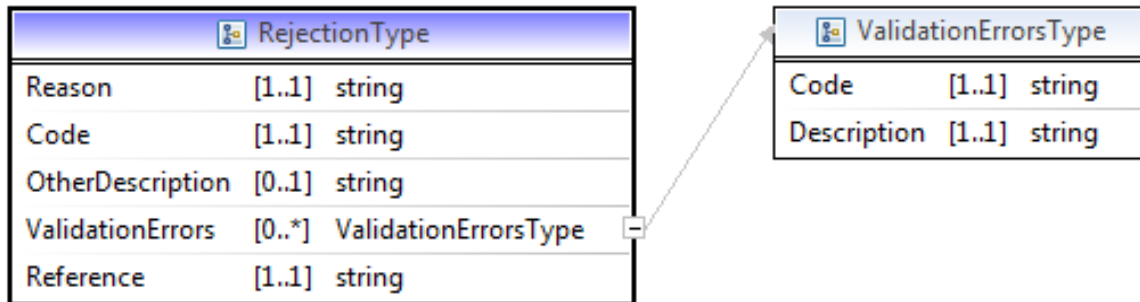 RejectionType
Reason [1..1] string
Code [1..1] string
OtherDescription [0..1] string
ValidationErrors [0..*] ValidationErrorsType
Reference [1..1] string
ValidationErrorsType
Code [1..1] string
Description [1..1] string